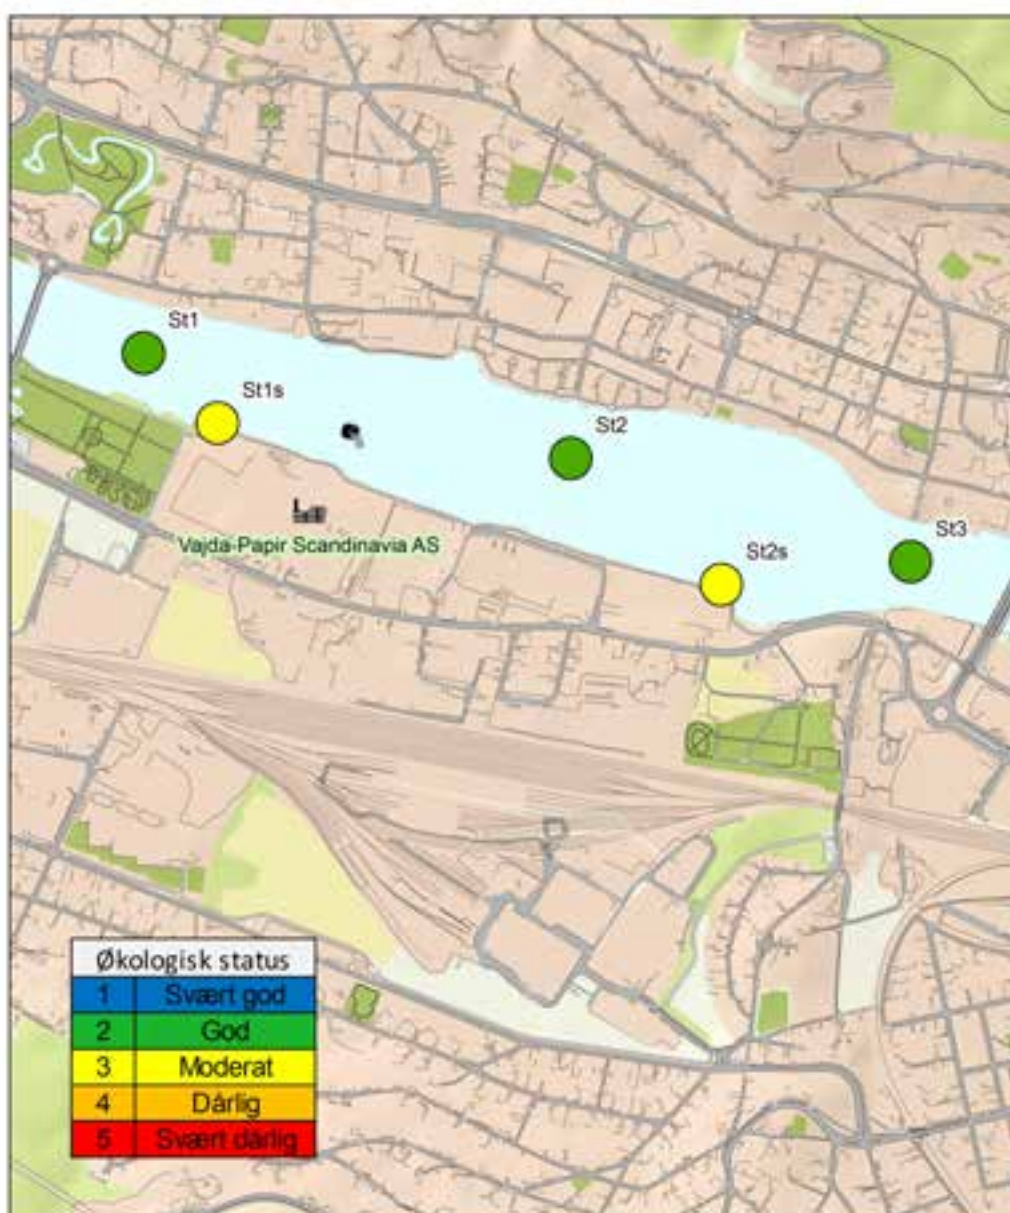 St1
St1s
St2
St3
Vajda-Papir Scandinavia AS
St2s
Økologisk status
1 Svært god
2 God
3 Moderat
4 Dårlig
5 Svært dårlig